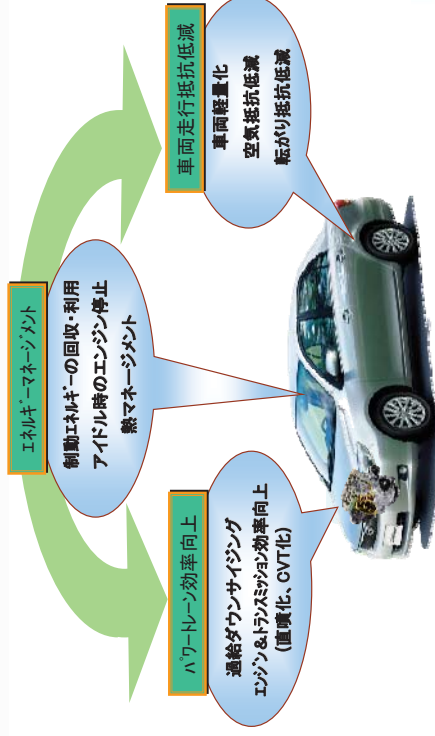 エネルギーマネージメント
制動エネルギーの回収・利用
アイドル時のエンジン停止
熱マネージメント
パワートレーン効率向上
過給ダウンサイジング
エンジン&トランスミッション効率向上
(直噴化、CVT化)
車両走行抵抗低減
車両軽量化
空気抵抗低減
転がり抵抗低減